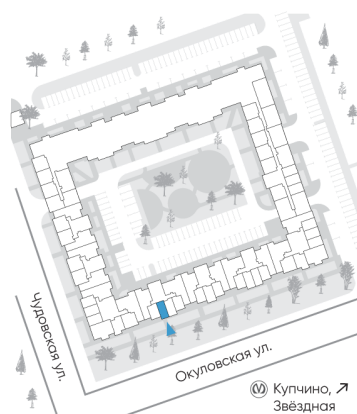 Чудовская ул.
Окуловская ул.
Купчино, ↗
Звёздная